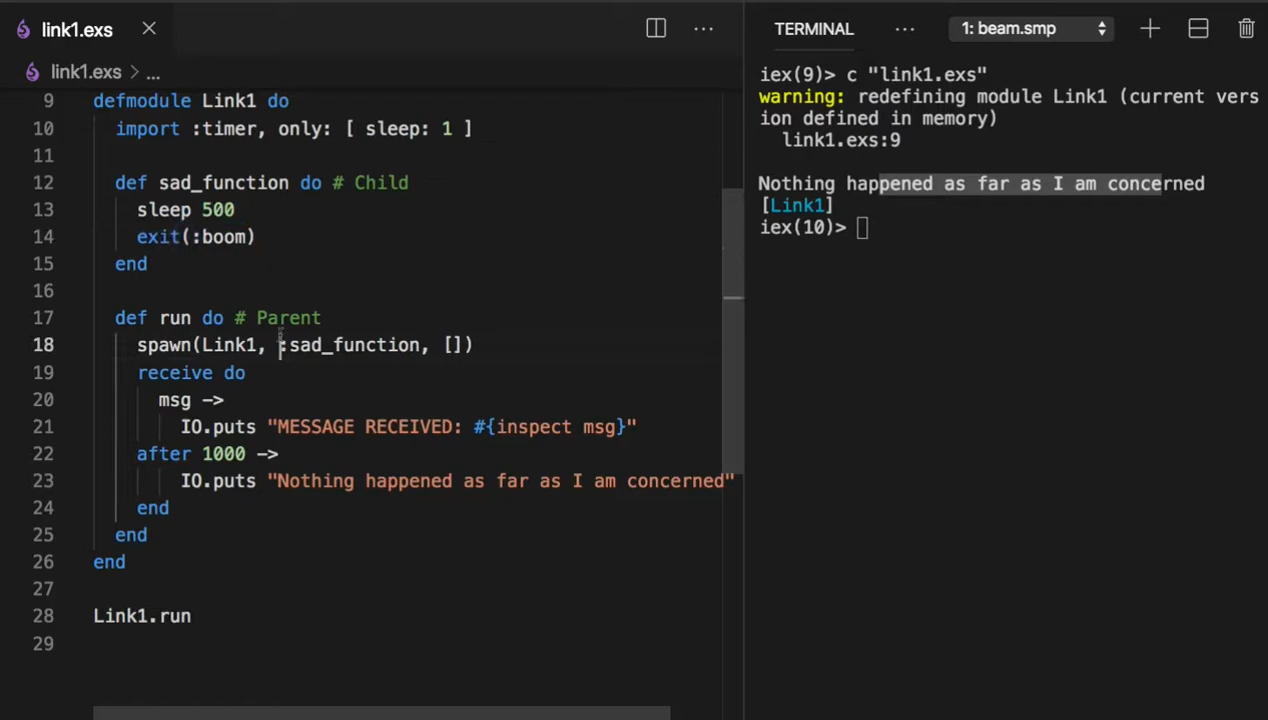 link1.exs
link1.exs > ...
9 defmodule Link1 do
10 import :timer, only: [ sleep: 1 ]
11
12 def sad_function do # Child
13 sleep 500
14 exit(:boom)
15 end
16
17 def run do # Parent
18 spawn(Link1, :sad_function, [])
19 receive do
20 msg ->
21 IO.puts "MESSAGE RECEIVED: #{inspect msg}"
22 after 1000 ->
23 IO.puts "Nothing happened as far as I am concerned"
24 end
25 end
26 end
27
28 Link1.run
29
TERMINAL ... 1: beam.smp
iex(9)> c "link1.exs"
warning: redefining module Link1 (current vers
ion defined in memory)
link1.exs:9
Nothing happened as far as I am concerned
[Link1]
iex(10)>